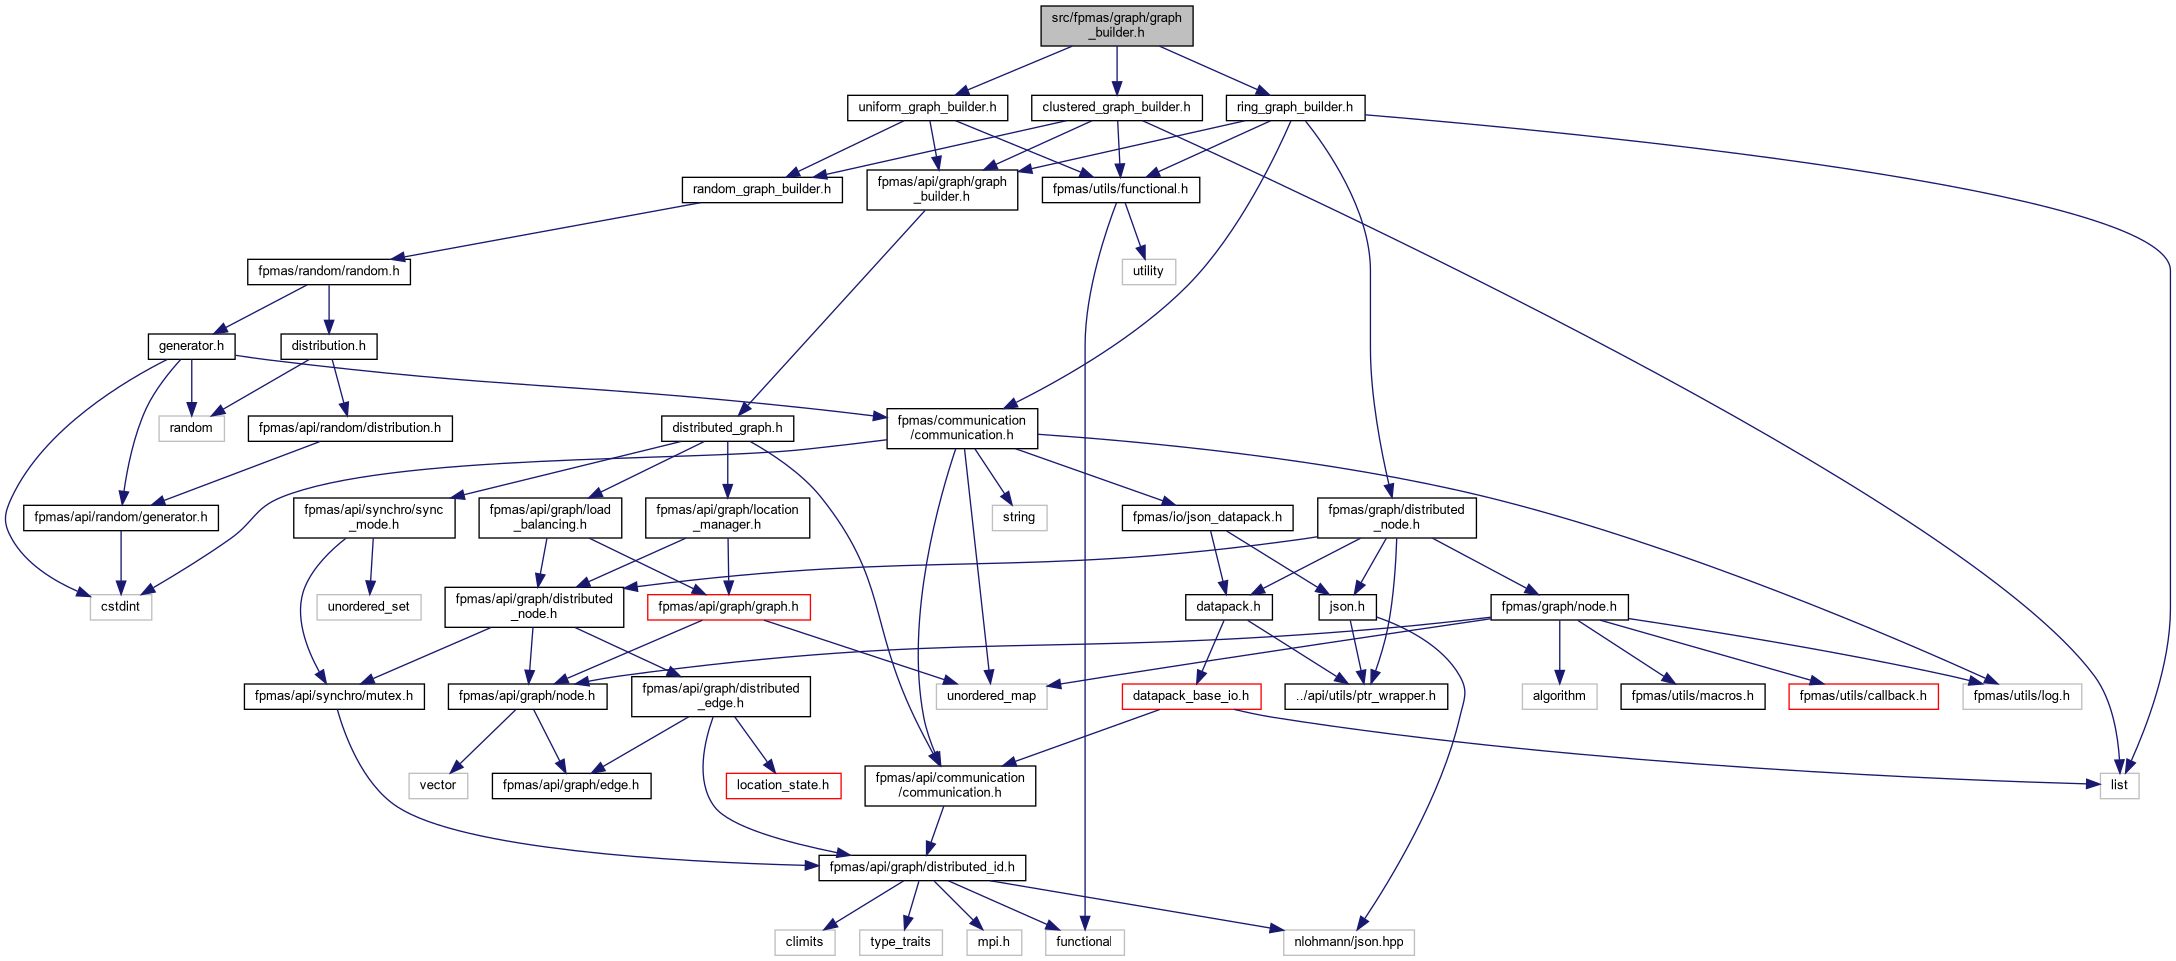 src/fpmas/graph/graph
_builder.h
uniform_graph_builder.h
clustered_graph_builder.h
ring_graph_builder.h
random_graph_builder.h
fpmas/api/graph/graph
_builder.h
fpmas/utils/functional.h
fpmas/random/random.h
utility
generator.h
distribution.h
random
fpmas/api/random/distribution.h
distributed_graph.h
fpmas/communication
/communication.h
fpmas/api/random/generator.h
fpmas/api/synchro/sync
_mode.h
fpmas/api/graph/load
_balancing.h
fpmas/api/graph/location
_manager.h
string
fpmas/io/json_datapack.h
fpmas/graph/distributed
_node.h
cstdint
unordered_set
fpmas/api/graph/distributed
_node.h
fpmas/api/graph/graph.h
datapack.h
json.h
fpmas/graph/node.h
fpmas/api/synchro/mutex.h
fpmas/api/graph/node.h
fpmas/api/graph/distributed
_edge.h
unordered_map
datapack_base_io.h
../api/utils/ptr_wrapper.h
algorithm
fpmas/utils/macros.h
fpmas/utils/callback.h
fpmas/utils/log.h
vector
fpmas/api/graph/edge.h
location_state.h
fpmas/api/communication
/communication.h
list
fpmas/api/graph/distributed_id.h
climits
type_traits
mpi.h
functional
nlohmann/json.hpp